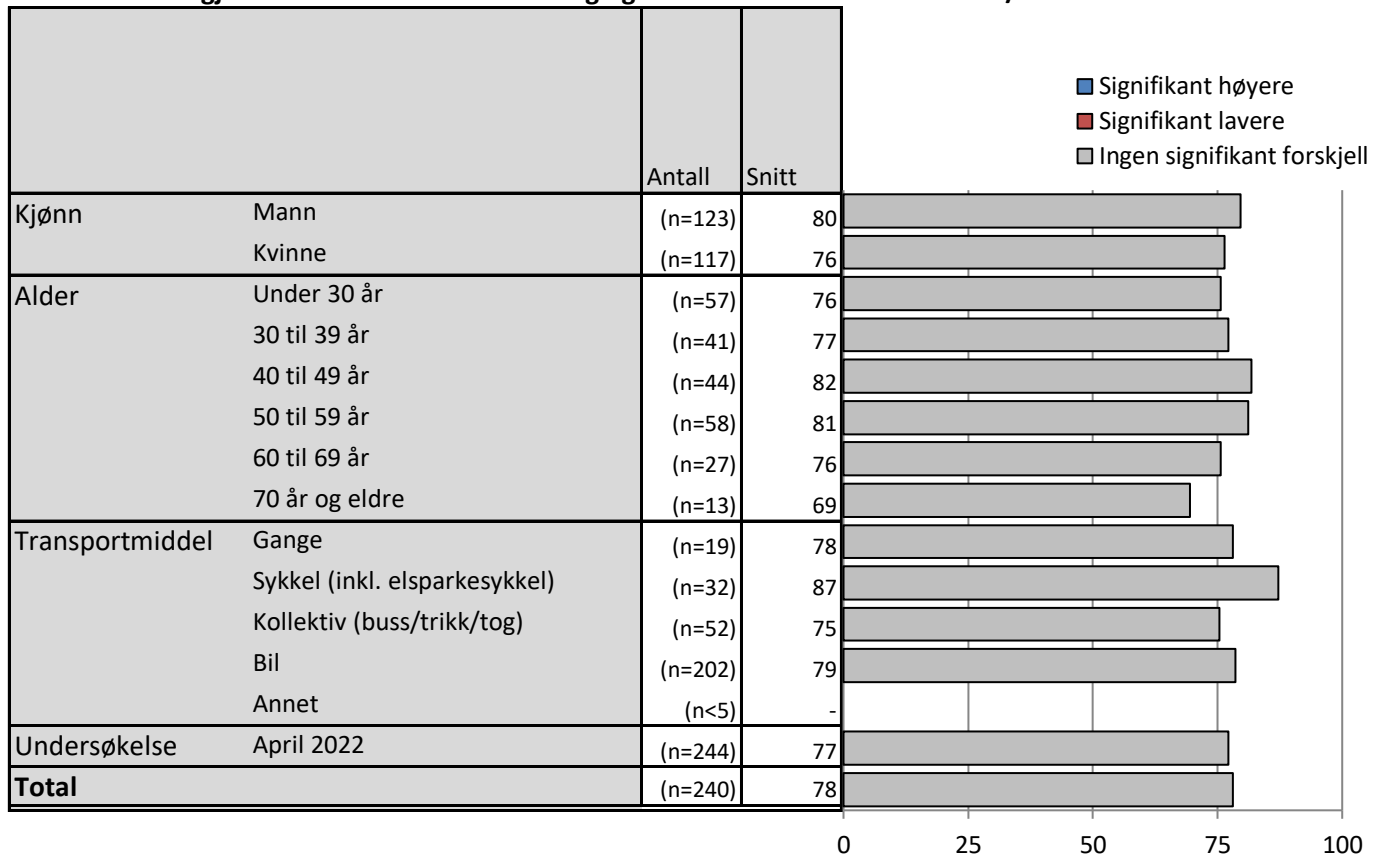 Signifikant høyere
Signifikant lavere
Ingen signifikant forskjell
Antall Snitt
Kjønn Mann (n=123) 80
Kvinne (n=117) 76
Alder Under 30 år (n=57) 76
30 til 39 år (n=41) 77
40 til 49 år (n=44) 82
50 til 59 år (n=58) 81
60 til 69 år (n=27) 76
70 år og eldre (n=13) 69
Transportmiddel Gange (n=19) 78
Sykkel (inkl. elsparkesykkel) (n=32) 87
Kollektiv (buss/trikk/tog) (n=52) 75
Bil (n=202) 79
Annet (n<5) -
Undersøkelse April 2022 (n=244) 77
Total (n=240) 78
0 25 50 75 100